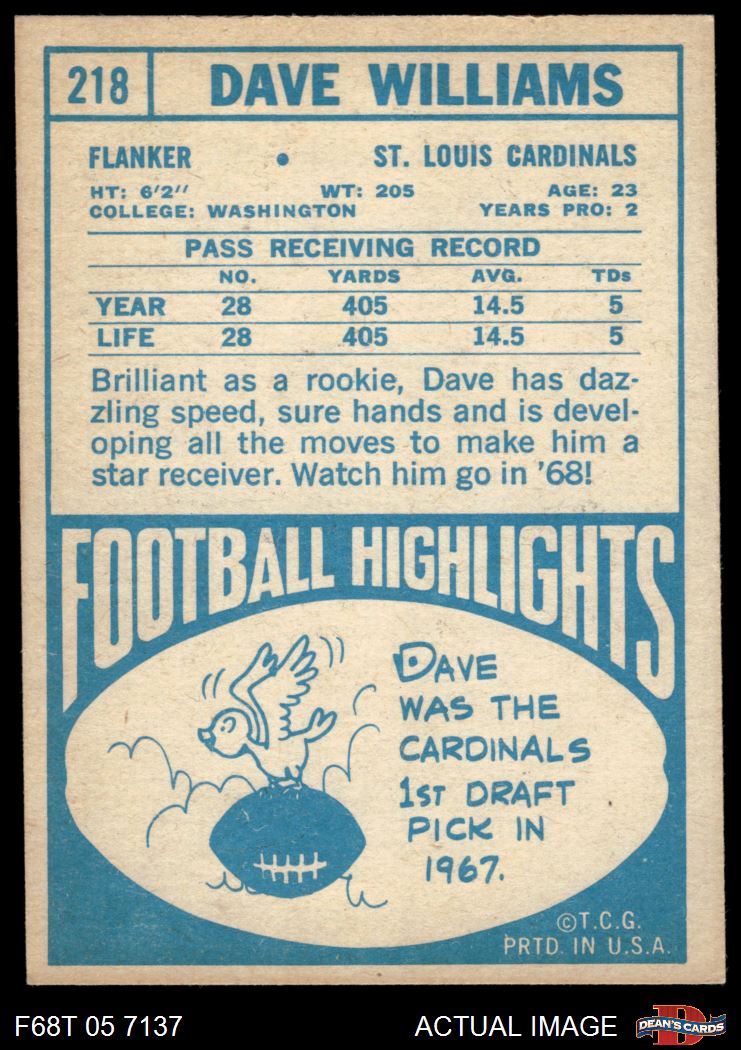 218 DAVE WILLIAMS
FLANKER • ST. LOUIS CARDINALS
HT: 6'2" WT: 205 AGE: 23
COLLEGE: WASHINGTON YEARS PRO: 2
PASS RECEIVING RECORD
NO. YARDS AVG. TDs
YEAR 28 405 14.5 5
LIFE 28 405 14.5 5
Brilliant as a rookie, Dave has daz-
zling speed, sure hands and is devel-
oping all the moves to make him a
star receiver. Watch him go in '68!
FOOTBALL HIGHLIGHTS
DAVE
WAS THE
CARDINALS
1ST DRAFT
PICK IN
1967.
©T.C.G.
PRTD. IN U.S.A.
F68T 05 7137 ACTUAL IMAGE D DEAN'S CARDS